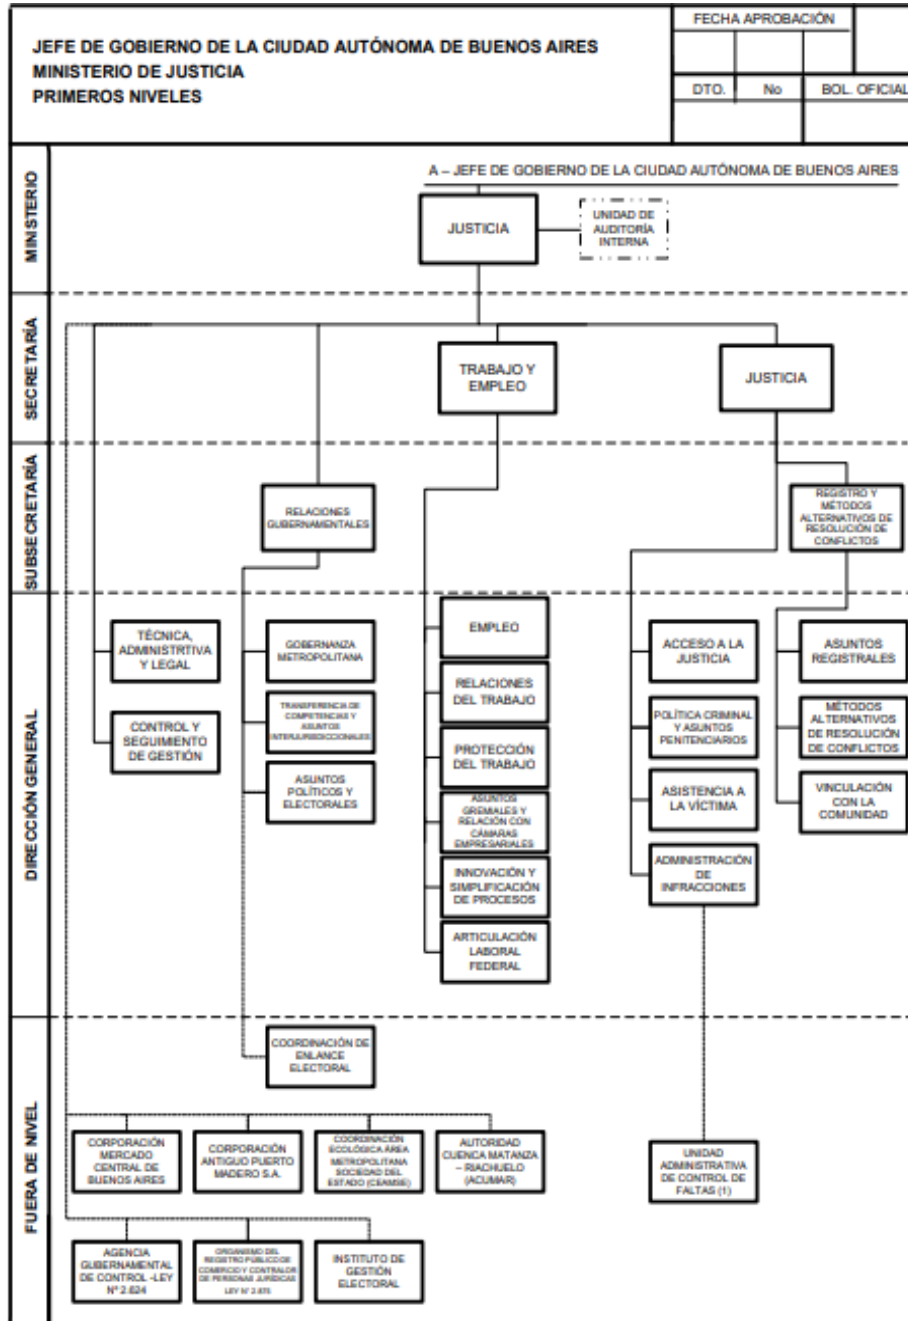 JEFE DE GOBIERNO DE LA CIUDAD AUTÓNOMA DE BUENOS AIRES
MINISTERIO DE JUSTICIA
PRIMEROS NIVELES
FECHA APROBACIÓN
DTO.
No
BOL. OFICIAL
MINISTERIO
A – JEFE DE GOBIERNO DE LA CIUDAD AUTÓNOMA DE BUENOS AIRES
JUSTICIA
UNIDAD DE
AUDITORÍA
INTERNA
SECRETARÍA
TRABAJO Y
EMPLEO
JUSTICIA
SUBSECRETARÍA
RELACIONES
GUBERNAMENTALES
REGISTRO Y
MÉTODOS
ALTERNATIVOS DE
RESOLUCIÓN DE
CONFLICTOS
DIRECCIÓN GENERAL
TÉCNICA,
ADMINISTRTIVA
Y LEGAL
CONTROL Y
SEGUIMIENTO
DE GESTIÓN
GOBERNANZA
METROPOLITANA
TRANSFERENCIA DE
COMPETENCIAS Y
ASUNTOS
INTERJURISDICCIONALES
ASUNTOS
POLÍTICOS Y
ELECTORALES
EMPLEO
RELACIONES
DEL TRABAJO
PROTECCIÓN
DEL TRABAJO
ASUNTOS
GREMIALES Y
RELACIÓN CON
CÁMARAS
EMPRESARIALES
INNOVACIÓN Y
SIMPLIFICACIÓN
DE PROCESOS
ARTICULACIÓN
LABORAL
FEDERAL
ACCESO A LA
JUSTICIA
POLÍTICA CRIMINAL
Y ASUNTOS
PENITENCIARIOS
ASISTENCIA A
LA VÍCTIMA
ADMINISTRACIÓN
DE
INFRACCIONES
ASUNTOS
REGISTRALES
MÉTODOS
ALTERNATIVOS
DE RESOLUCIÓN
DE CONFLICTOS
VINCULACIÓN
CON LA
COMUNIDAD
FUERA DE NIVEL
COORDINACIÓN DE
ENLANCE
ELECTORAL
CORPORACIÓN
MERCADO
CENTRAL DE
BUENOS AIRES
CORPORACIÓN
ANTIGUO PUERTO
MADERO S.A.
COORDINACIÓN
ECOLÓGICA ÁREA
METROPOLITANA
SOCIEDAD DEL
ESTADO (CEAMSE)
AUTORIDAD
CUENCA MATANZA
– RIACHUELO
(ACUMAR)
UNIDAD
ADMINISTRATIVA
DE CONTROL DE
FALTAS (1)
AGENCIA
GUBERNAMENTAL
DE CONTROL -LEY
Nº 2.624
ORGANISMO DEL
REGISTRO PÚBLICO DE
COMERCIO Y CONTRALOR
DE PERSONAS JURÍDICAS
LEY Nº 2.875
INSTITUTO DE
GESTIÓN
ELECTORAL